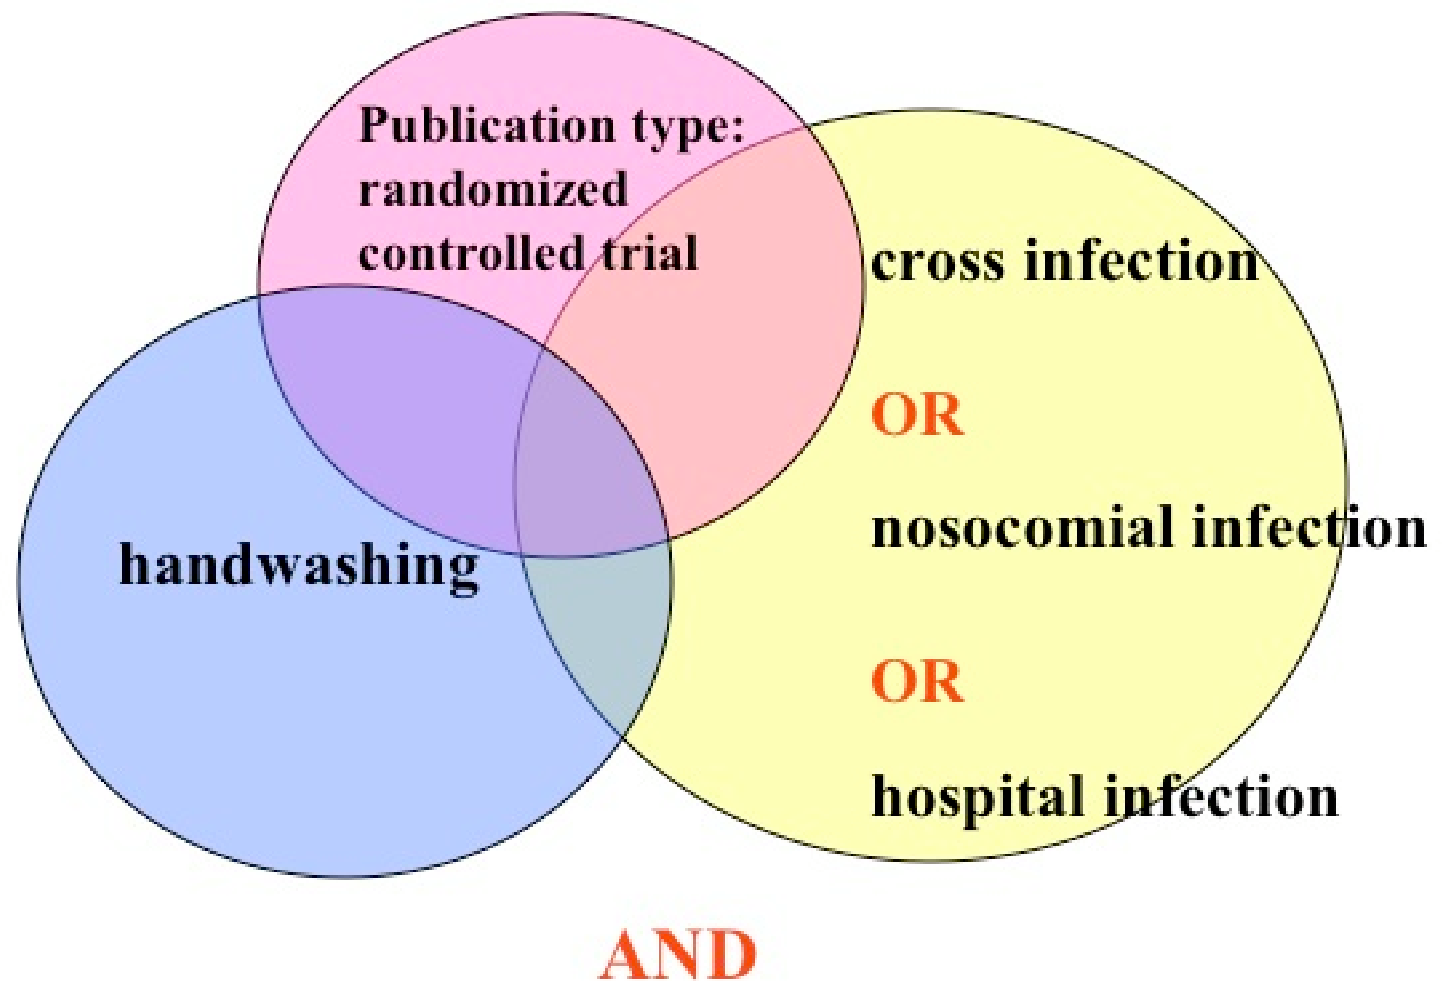 Publication type:
randomized
controlled trial
cross infection
OR
nosocomial infection
handwashing
OR
hospital infection
AND